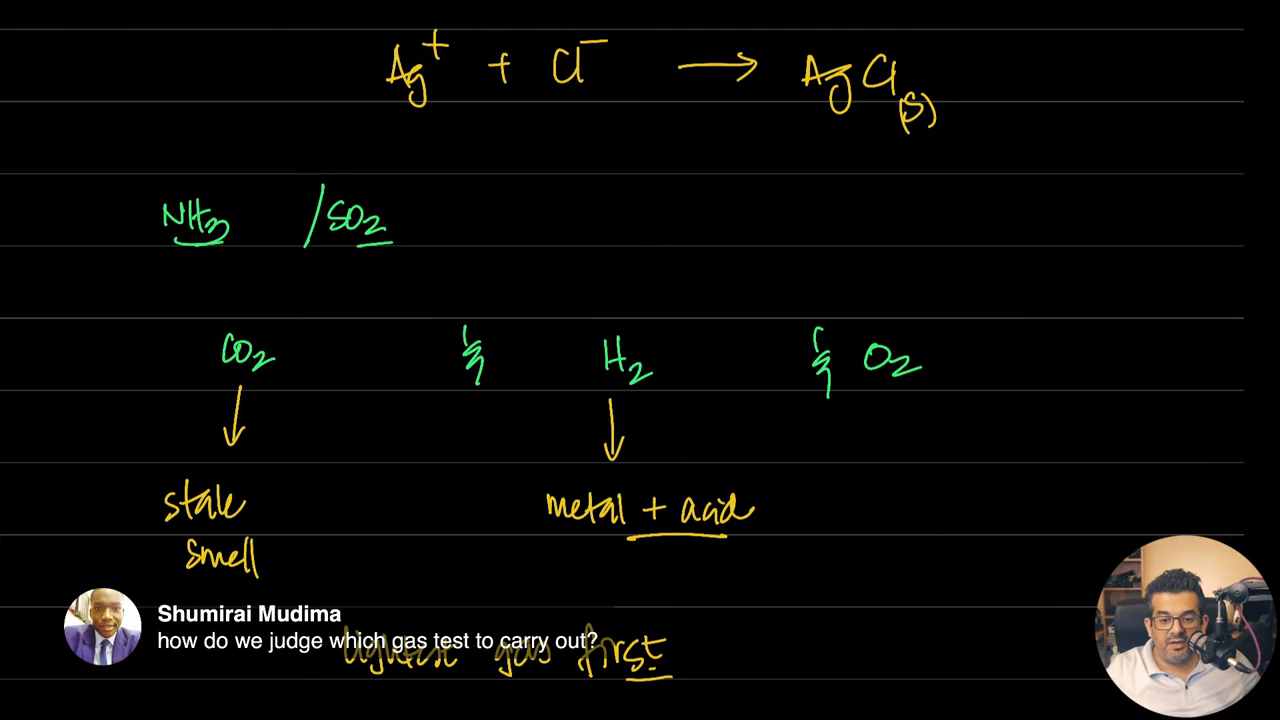 Ag⁺ + Cl⁻ → AgCl(s)
NH3 /SO2
CO2 H2 O2
↓ ↓
stale metal + acid
smell
Shumirai Mudima
how do we judge which gas test to carry out?
gas first